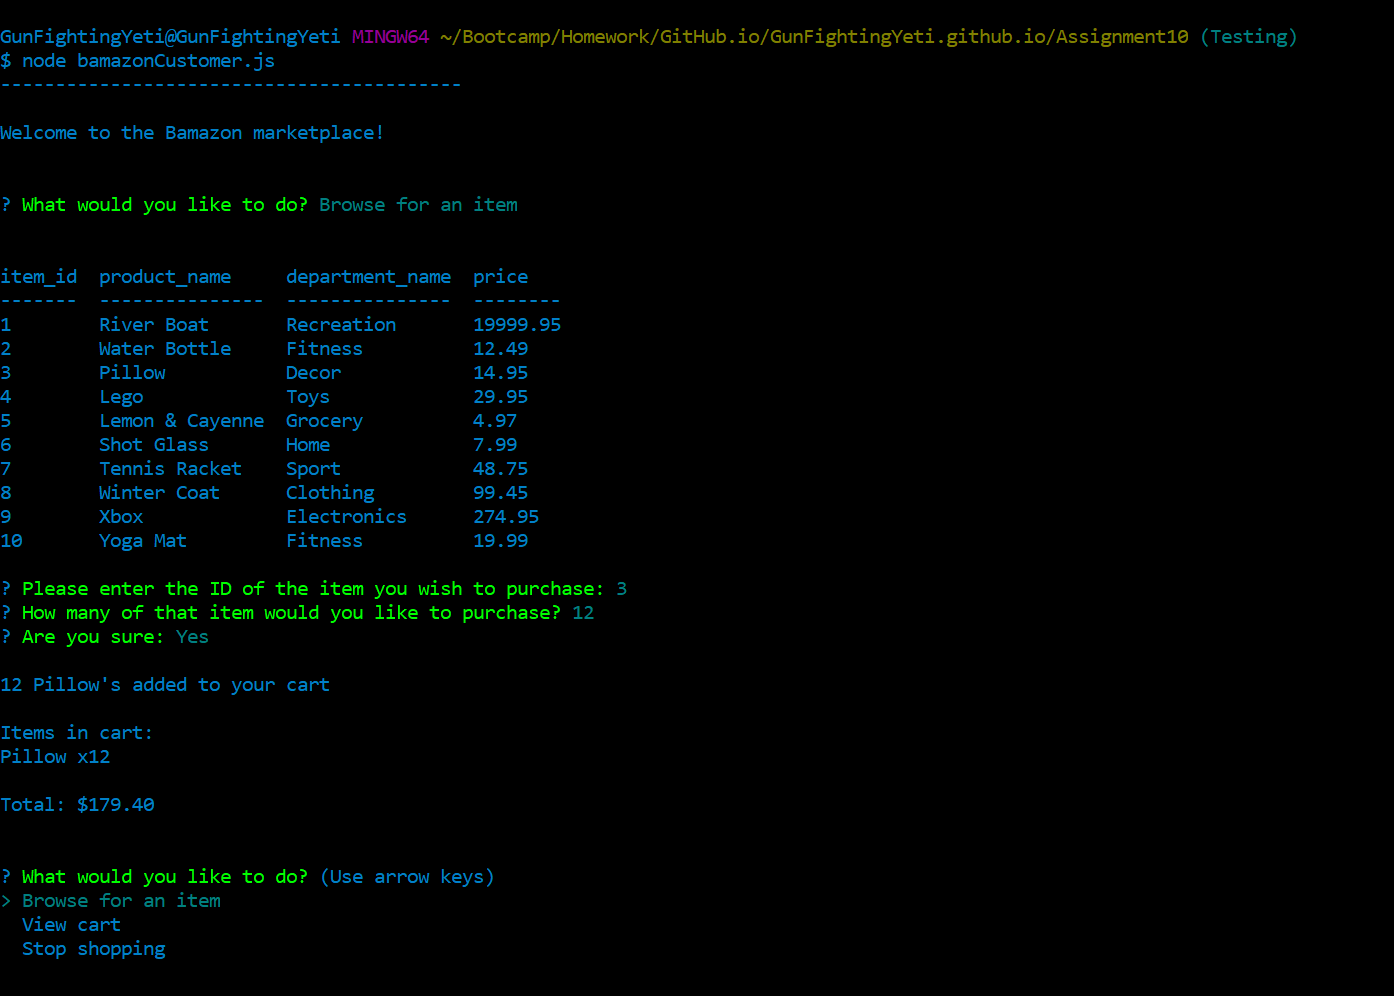 GunFightingYeti@GunFightingYeti MINGW64 ~/Bootcamp/Homework/GitHub.io/GunFightingYeti.github.io/Assignment10 (Testing)
$ node bamazonCustomer.js
------------------------------------------
Welcome to the Bamazon marketplace!
? What would you like to do? Browse for an item
item_id  product_name     department_name  price
-------  ---------------  ---------------  --------
1        River Boat       Recreation       19999.95
2        Water Bottle     Fitness          12.49
3        Pillow           Decor            14.95
4        Lego             Toys             29.95
5        Lemon & Cayenne  Grocery          4.97
6        Shot Glass       Home             7.99
7        Tennis Racket    Sport            48.75
8        Winter Coat      Clothing         99.45
9        Xbox             Electronics      274.95
10       Yoga Mat         Fitness          19.99
? Please enter the ID of the item you wish to purchase: 3
? How many of that item would you like to purchase? 12
? Are you sure: Yes
12 Pillow's added to your cart
Items in cart:
Pillow x12
Total: $179.40
? What would you like to do? (Use arrow keys)
> Browse for an item
  View cart
  Stop shopping